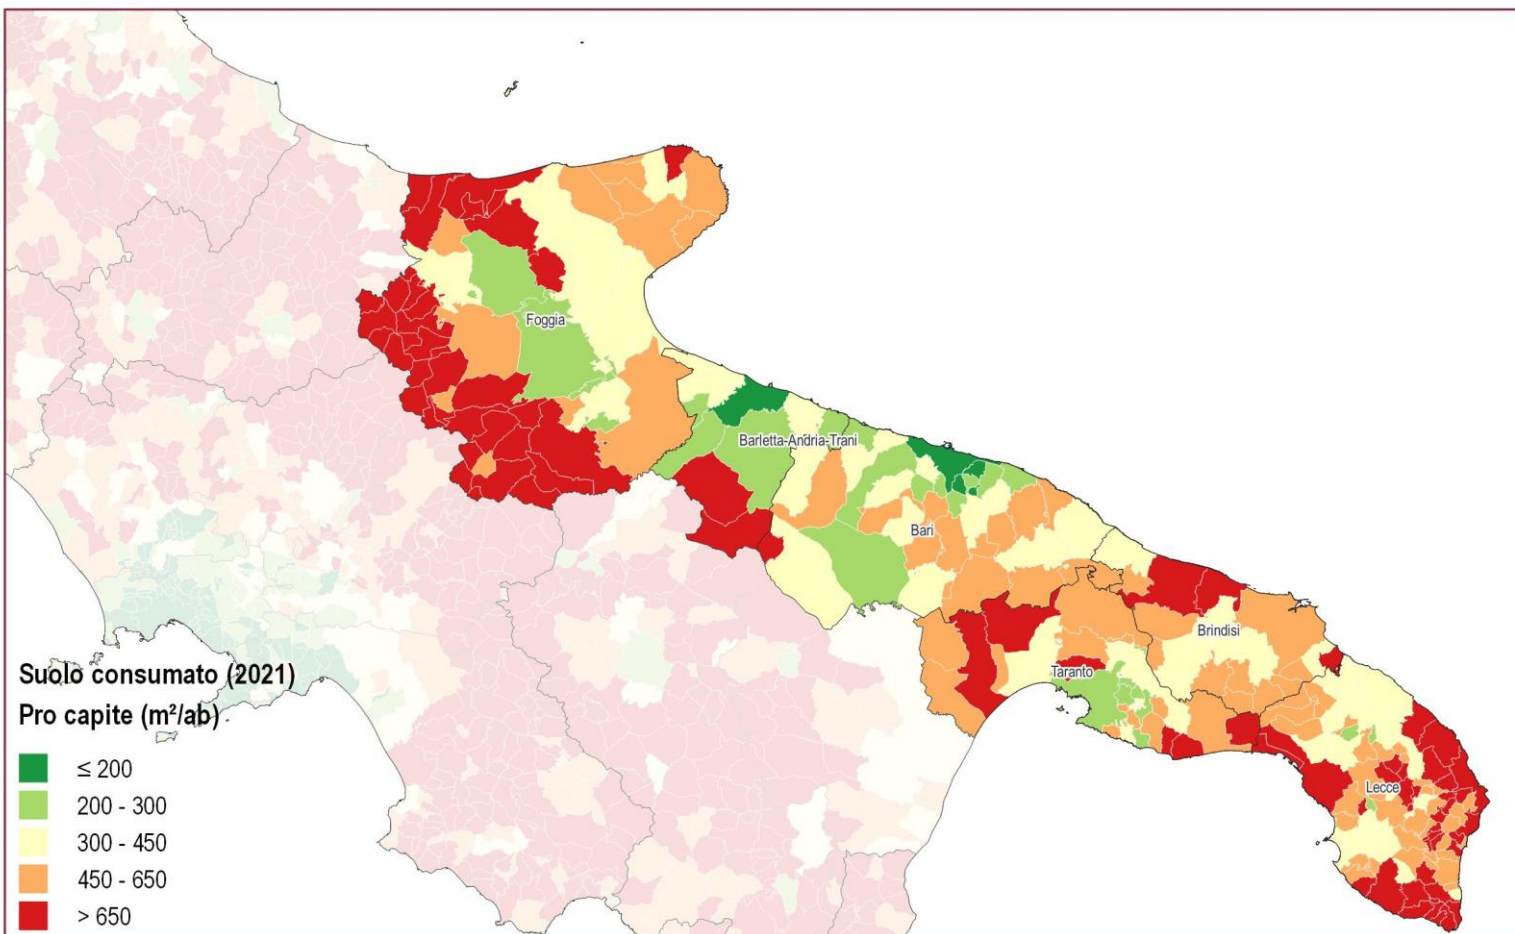 Foggia
Barletta-Andria-Trani
Bari
Brindisi
Taranto
Lecce
Suolo consumato (2021)
Pro capite (m²/ab)
≤ 200
200 - 300
300 - 450
450 - 650
> 650